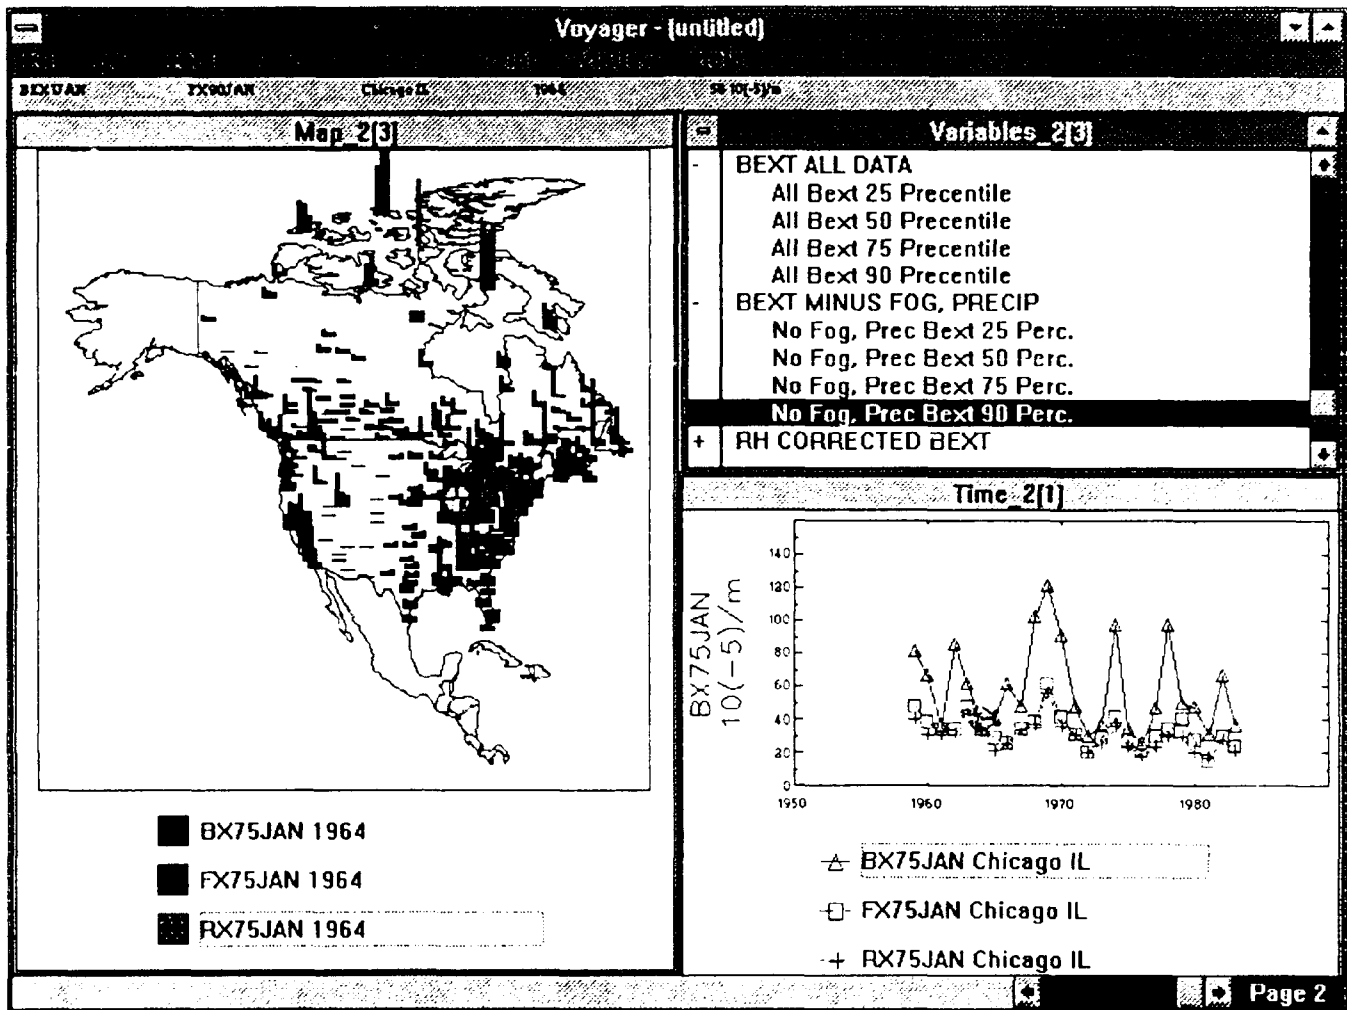 Voyager - (untitled)
FX90JAN Chicago IL 1964 58 10(-5)/m
Map_2[3]
BX75JAN 1964
FX75JAN 1964
RX75JAN 1964
Variables_2[3]
- BEXT ALL DATA
All Bext 25 Precentile
All Bext 50 Precentile
All Bext 75 Precentile
All Bext 90 Precentile
- BEXT MINUS FOG, PRECIP
No Fog, Prec Bext 25 Perc.
No Fog, Prec Bext 50 Perc.
No Fog, Prec Bext 75 Perc.
No Fog, Prec Bext 90 Perc.
+ RH CORRECTED BEXT
Time_2[1]
BX75JAN
10(-5)/m
140
120
100
80
60
40
20
0
1950 1960 1970 1980
BX75JAN Chicago IL
FX75JAN Chicago IL
RX75JAN Chicago IL
Page 2